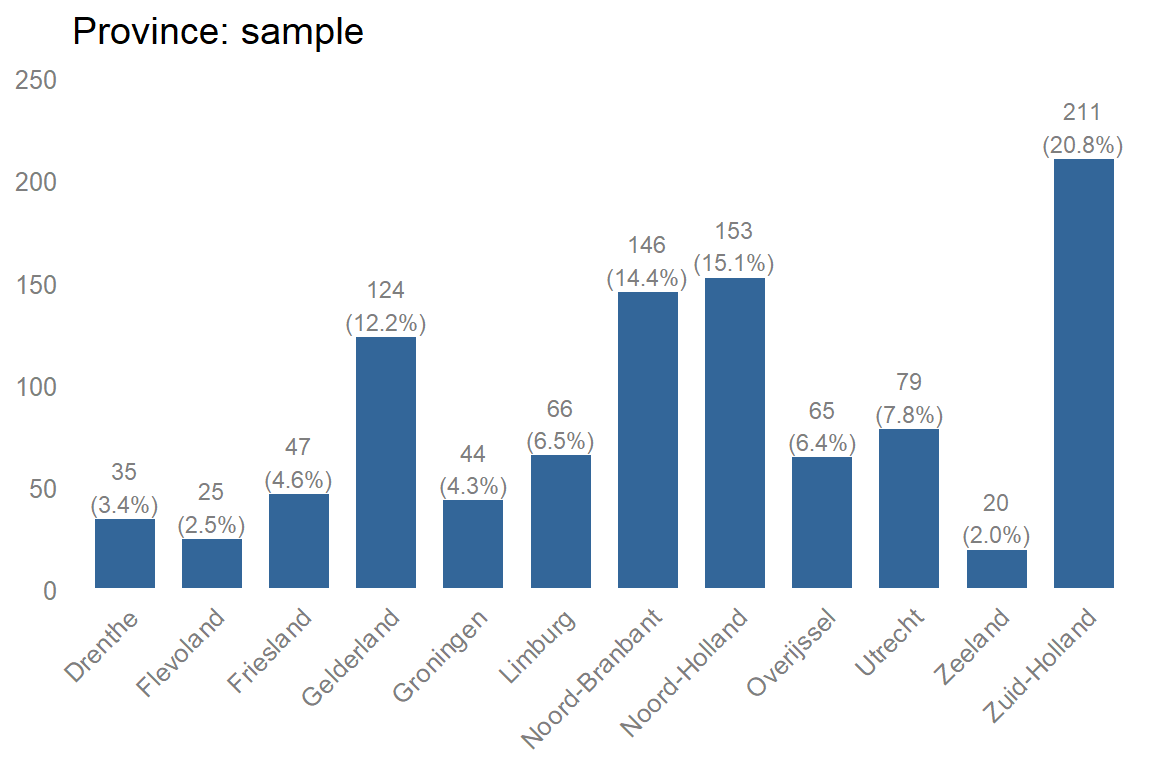 Province: sample
250
200
150
100
50
0
35
(3.4%)
25
(2.5%)
47
(4.6%)
124
(12.2%)
44
(4.3%)
66
(6.5%)
146
(14.4%)
153
(15.1%)
65
(6.4%)
79
(7.8%)
20
(2.0%)
211
(20.8%)
Drenthe
Flevoland
Friesland
Gelderland
Groningen
Limburg
Noord-Branbant
Noord-Holland
Overijssel
Utrecht
Zeeland
Zuid-Holland